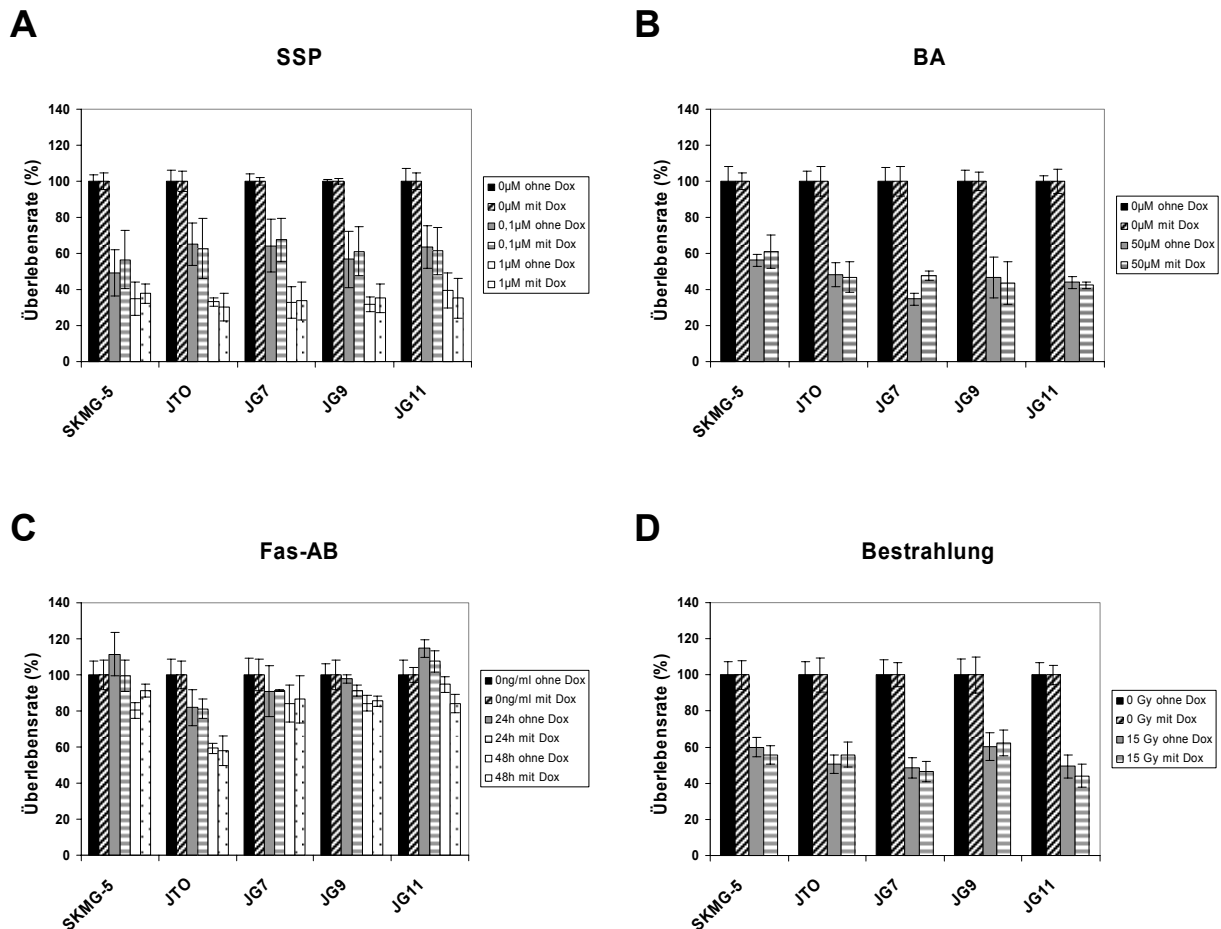 A
SSP
Überlebensrate (%)
140
120
100
80
60
40
20
0
SKMG-5
JTO
JG7
JG9
JG11
0µM ohne Dox
0µM mit Dox
0,1µM ohne Dox
0,1µM mit Dox
1µM ohne Dox
1µM mit Dox
B
BA
Überlebensrate (%)
140
120
100
80
60
40
20
0
SKMG-5
JTO
JG7
JG9
JG11
0µM ohne Dox
0µM mit Dox
50µM ohne Dox
50µM mit Dox
C
Fas-AB
Überlebensrate (%)
140
120
100
80
60
40
20
0
SKMG-5
JTO
JG7
JG9
JG11
0ng/ml ohne Dox
0ng/ml mit Dox
24h ohne Dox
24h mit Dox
48h ohne Dox
48h mit Dox
D
Bestrahlung
Überlebensrate (%)
140
120
100
80
60
40
20
0
SKMG-5
JTO
JG7
JG9
JG11
0 Gy ohne Dox
0 Gy mit Dox
15 Gy ohne Dox
15 Gy mit Dox